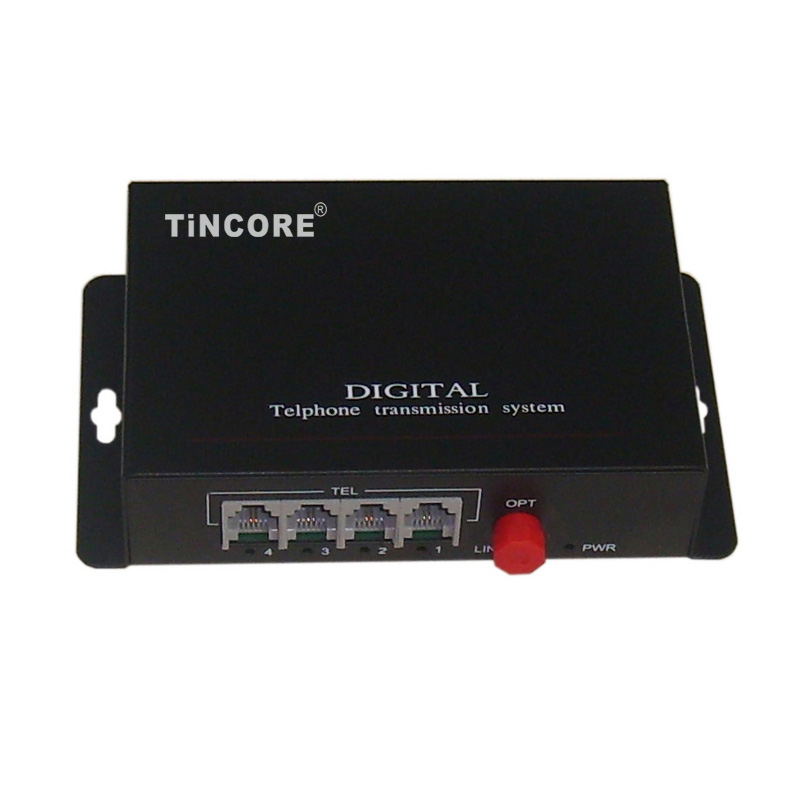 TiNCORE®
DIGITAL
Telphone transmission system
TEL
OPT
4 3 2 1 PWR